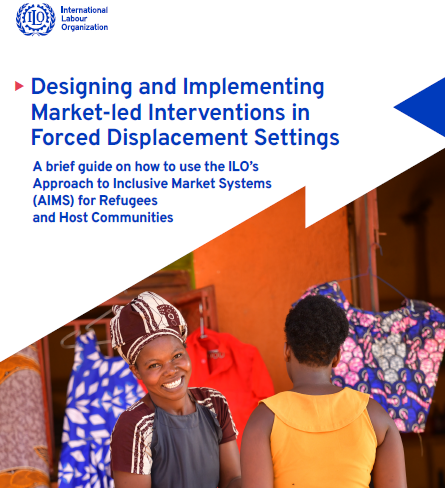 International
Labour
Organization
ILO
Designing and Implementing
Market-led Interventions in
Forced Displacement Settings
A brief guide on how to use the ILO's
Approach to Inclusive Market Systems
(AIMS) for Refugees
and Host Communities